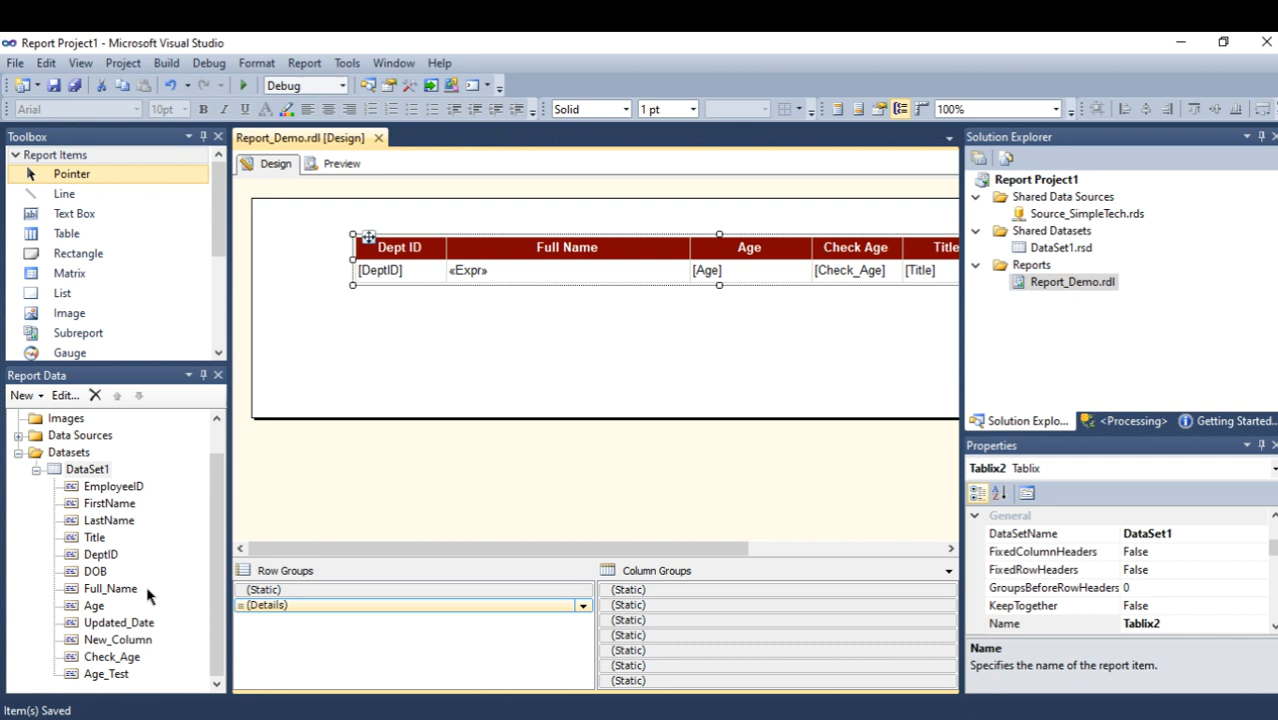 Report Project1 - Microsoft Visual Studio
File Edit View Project Build Debug Format Report Tools Window Help
Debug
Arial 10pt B I U A Solid 1 pt 100%
Toolbox
Report Items
Pointer
Line
Text Box
Table
Rectangle
Matrix
List
Image
Subreport
Gauge
Report Data
New Edit...
Images
Data Sources
Datasets
DataSet1
EmployeeID
FirstName
LastName
Title
DeptID
DOB
Full_Name
Age
Updated_Date
New_Column
Check_Age
Age_Test
Report_Demo.rdl [Design]
Design Preview
Dept ID Full Name Age Check Age Title
[DeptID] «Expr» [Age] [Check_Age] [Title]
Row Groups
(Static)
(Details)
Column Groups
(Static)
(Static)
(Static)
(Static)
(Static)
(Static)
(Static)
Solution Explorer
Report Project1
Shared Data Sources
Source_SimpleTech.rds
Shared Datasets
DataSet1.rsd
Reports
Report_Demo.rdl
Solution Explo... <Processing> Getting Started...
Properties
Tablix2 Tablix
General
DataSetName DataSet1
FixedColumnHeaders False
FixedRowHeaders False
GroupsBeforeRowHeaders 0
KeepTogether False
Name Tablix2
Name
Specifies the name of the report item.
Item(s) Saved